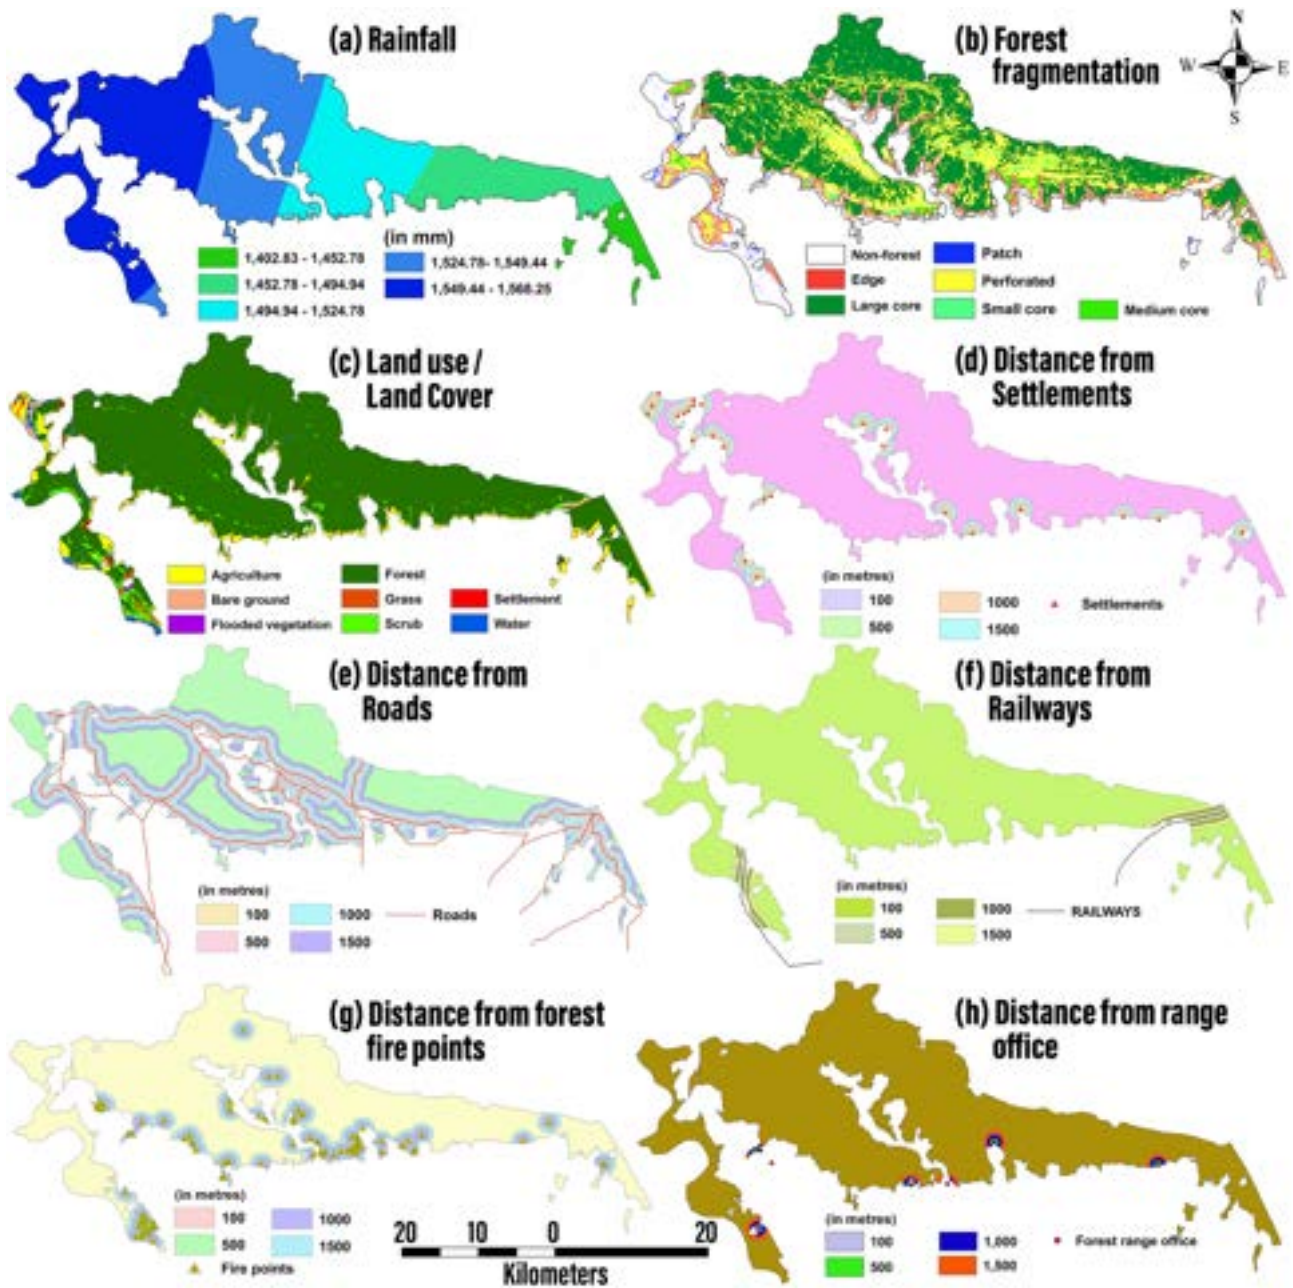 (a) Rainfall
(in mm)
1,402.83 - 1,452.78
1,452.78 - 1,494.94
1,494.94 - 1,524.78
1,524.78- 1,549.44
1,549.44 - 1,568.25
(b) Forest
fragmentation
N
W
E
S
Non-forest
Edge
Large core
Patch
Perforated
Small core
Medium core
(c) Land use /
Land Cover
Agriculture
Bare ground
Flooded vegetation
Forest
Grass
Scrub
Settlement
Water
(d) Distance from
Settlements
(in metres)
100
500
1000
1500
Settlements
(e) Distance from
Roads
(in metres)
100
500
1000
1500
Roads
(f) Distance from
Railways
(in metres)
100
500
1000
1500
RAILWAYS
(g) Distance from forest
fire points
(in metres)
100
500
1000
1500
Fire points
20 10 0 20
Kilometers
(h) Distance from range
office
(in metres)
100
500
1,000
1,500
Forest range office